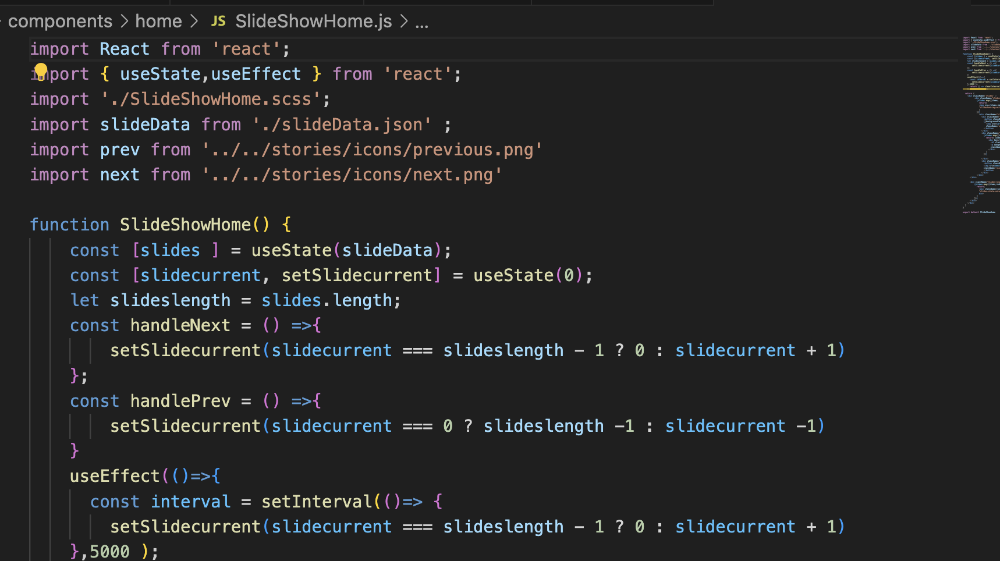 components > home > JS SlideShowHome.js > ...
import React from 'react';
import { useState,useEffect } from 'react';
import './SlideShowHome.scss';
import slideData from './slideData.json' ;
import prev from '../../stories/icons/previous.png'
import next from '../../stories/icons/next.png'
function SlideShowHome() {
const [slides ] = useState(slideData);
const [slidecurrent, setSlidecurrent] = useState(0);
let slideslength = slides.length;
const handleNext = () =>{
setSlidecurrent(slidecurrent === slideslength - 1 ? 0 : slidecurrent + 1)
};
const handlePrev = () =>{
setSlidecurrent(slidecurrent === 0 ? slideslength -1 : slidecurrent -1)
}
useEffect(()=>{
const interval = setInterval(()=> {
setSlidecurrent(slidecurrent === slideslength - 1 ? 0 : slidecurrent + 1)
},5000 );